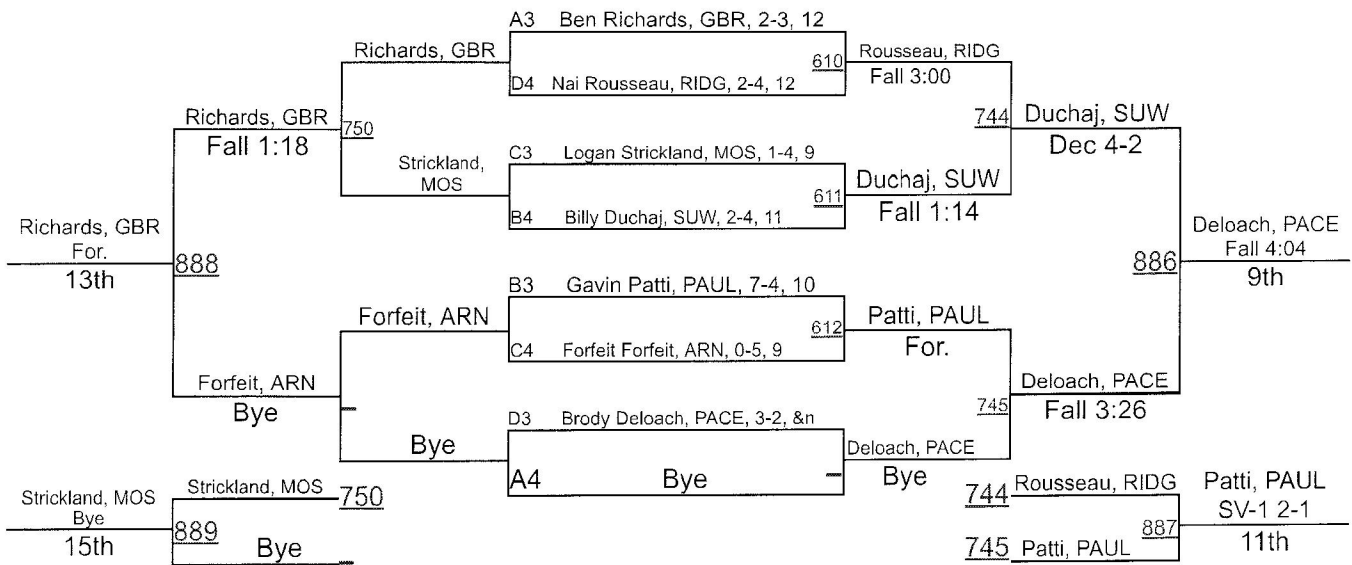 A3 Ben Richards, GBR, 2-3, 12
Richards, GBR
610
Rousseau, RIDG
Fall 3:00
D4 Nai Rousseau, RIDG, 2-4, 12
Richards, GBR
Fall 1:18
750
744
Duchaj, SUW
Dec 4-2
C3 Logan Strickland, MOS, 1-4, 9
Strickland,
MOS
611
Duchaj, SUW
Fall 1:14
B4 Billy Duchaj, SUW, 2-4, 11
Richards, GBR
For.
13th
888
886
Deloach, PACE
Fall 4:04
9th
B3 Gavin Patti, PAUL, 7-4, 10
Forfeit, ARN
612
Patti, PAUL
For.
C4 Forfeit Forfeit, ARN, 0-5, 9
Forfeit, ARN
Bye
745
Deloach, PACE
Fall 3:26
D3 Brody Deloach, PACE, 3-2, &n
Bye
Deloach, PACE
Bye
A4 Bye
Strickland, MOS
Bye
15th
Strickland, MOS
750
889
Bye
744
Rousseau, RIDG
887
Patti, PAUL
SV-1 2-1
11th
745
Patti, PAUL